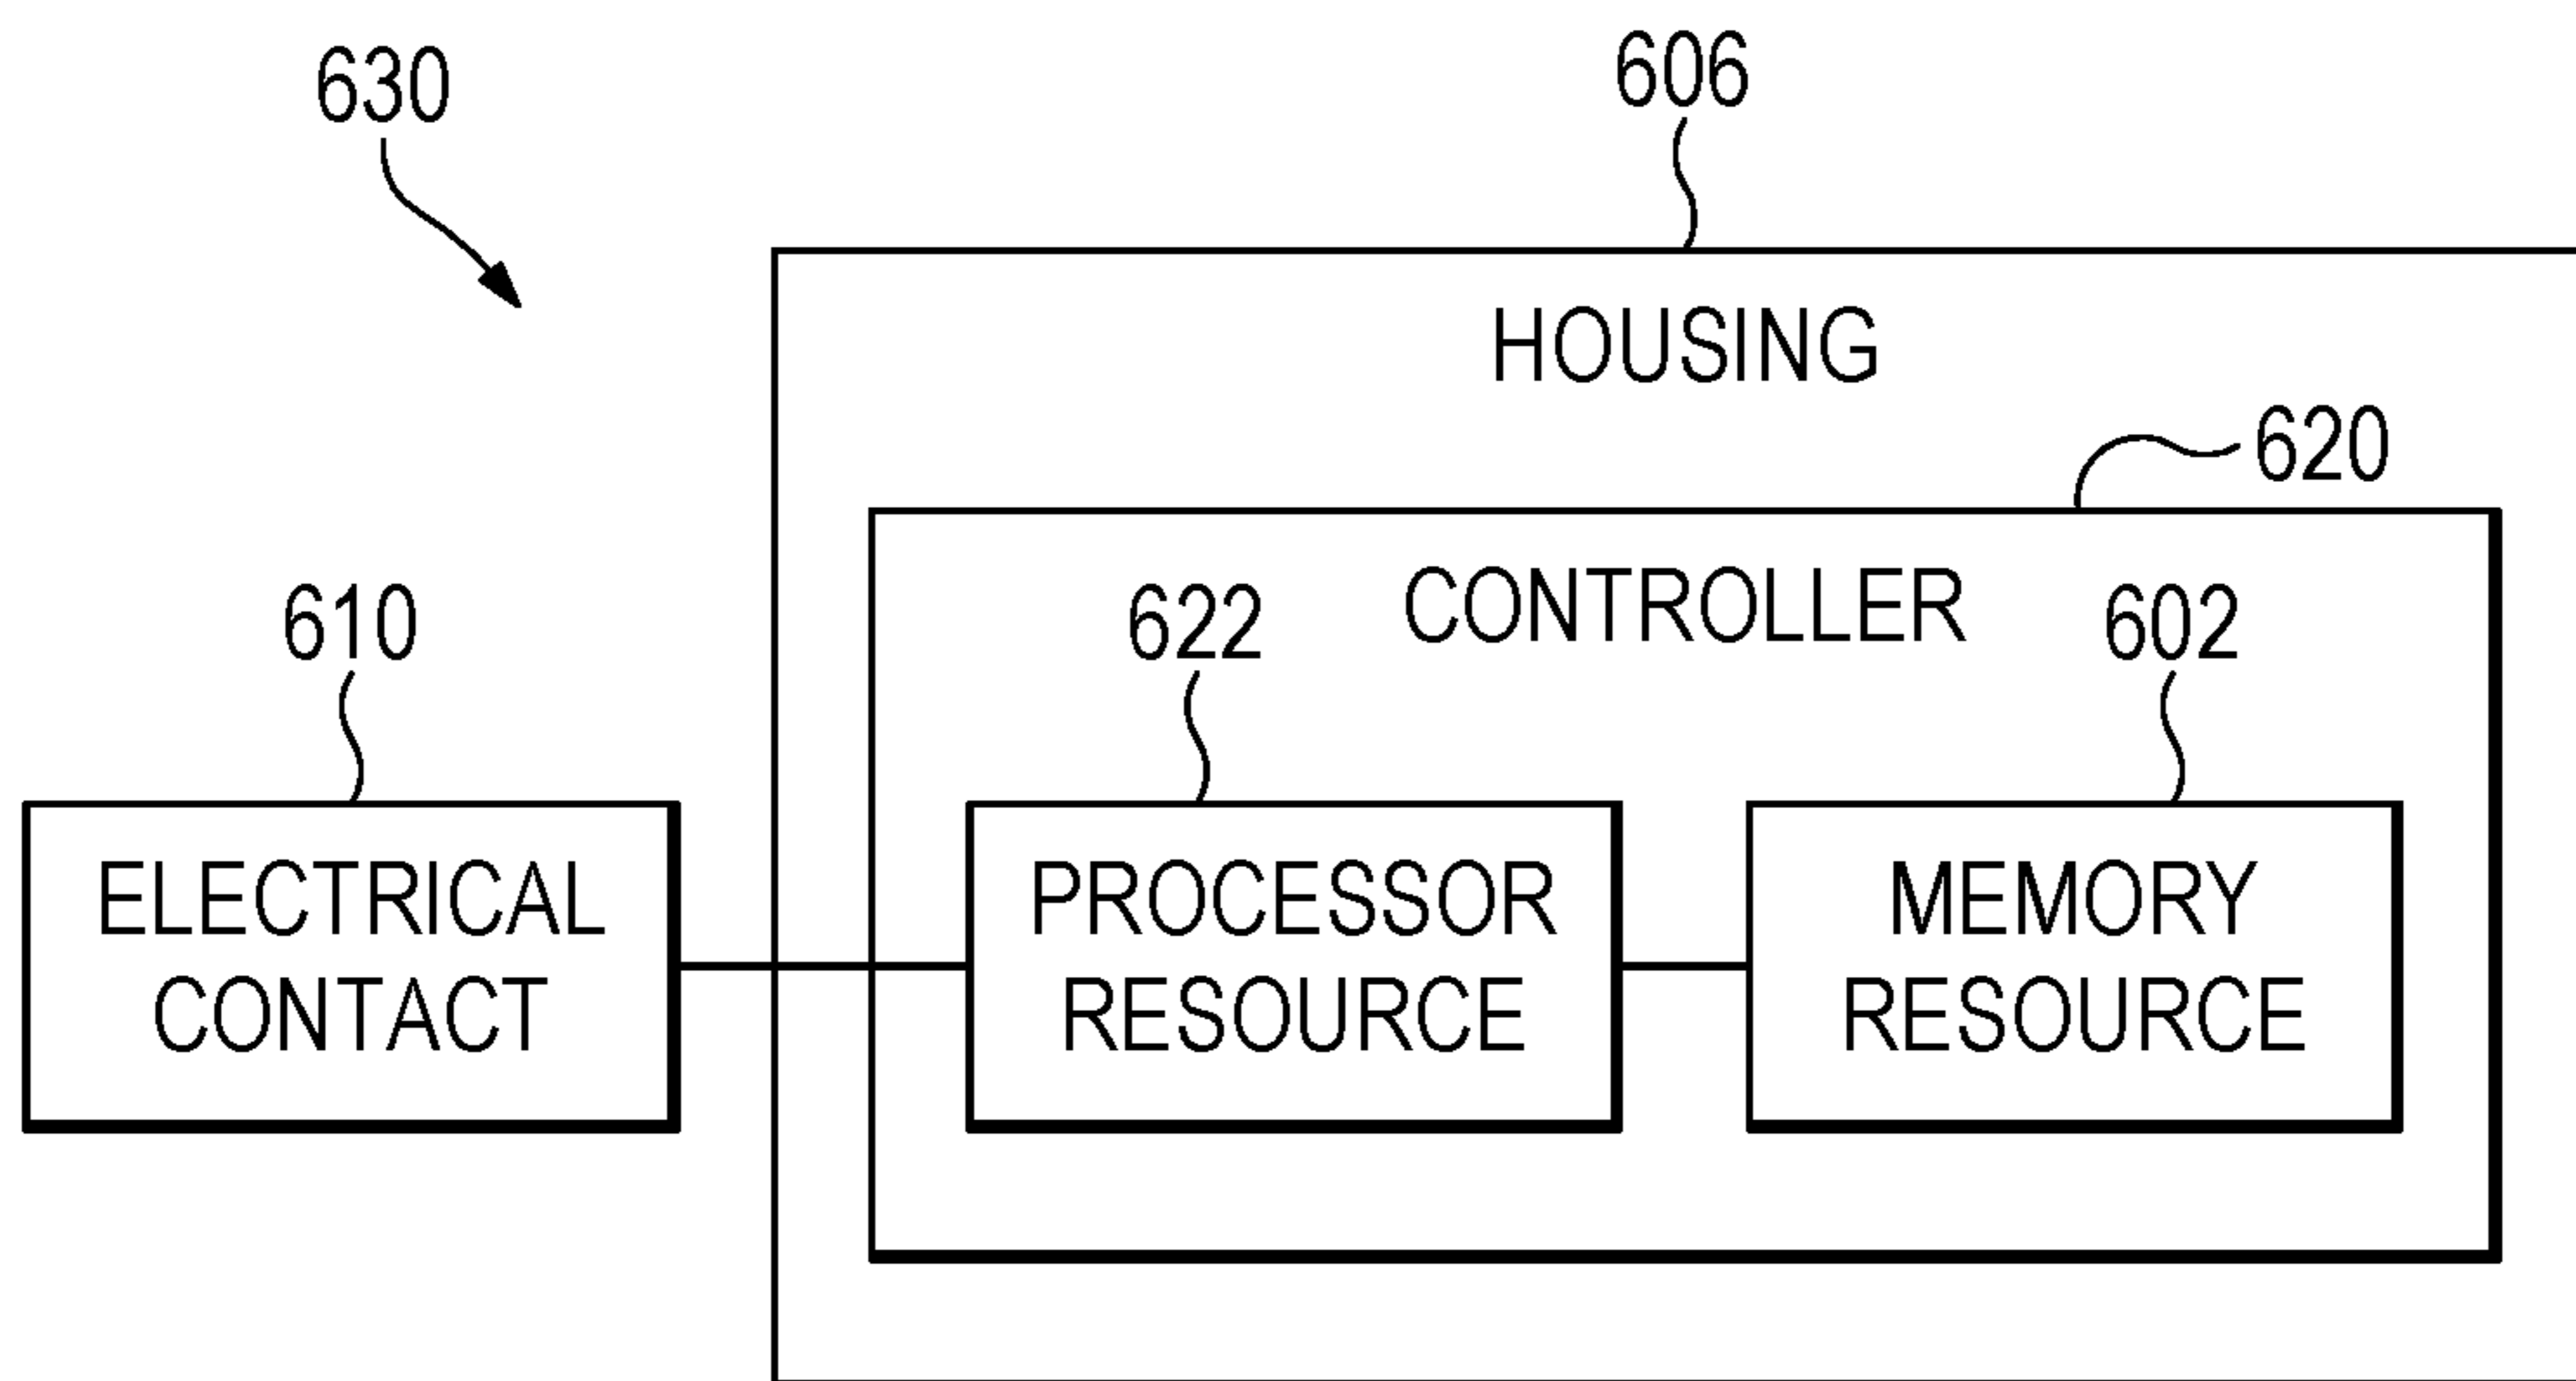 630
606
HOUSING
620
CONTROLLER
610
622
602
ELECTRICAL
CONTACT
PROCESSOR
RESOURCE
MEMORY
RESOURCE